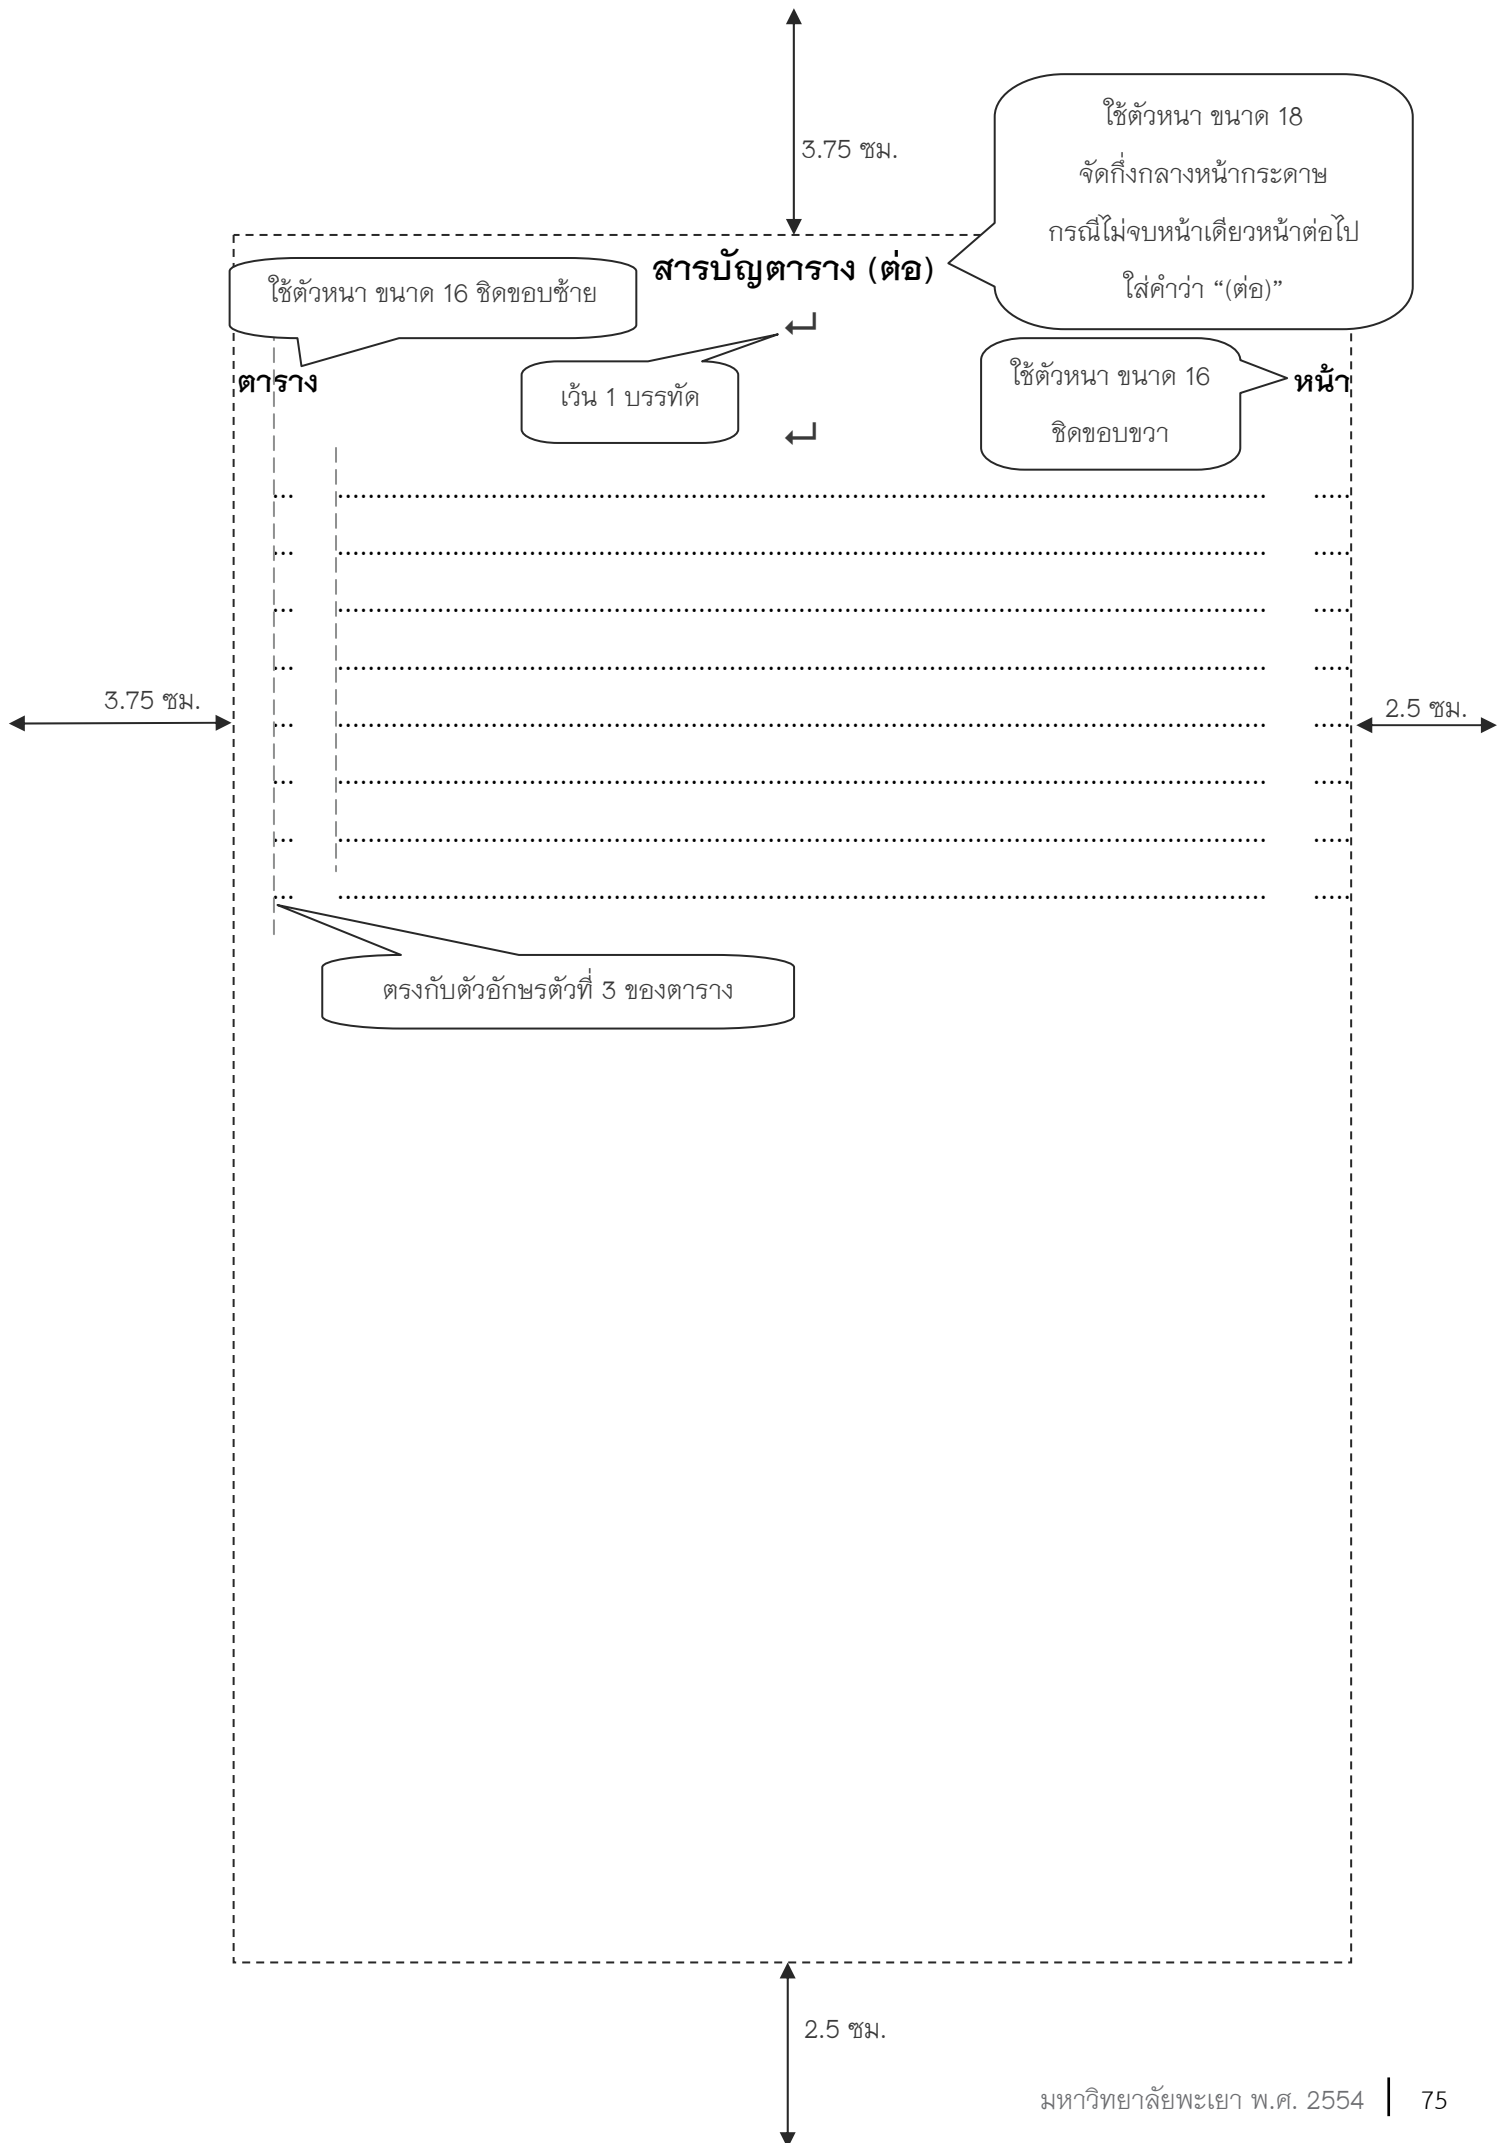 3.75 ซม.
ใช้ตัวหนา ขนาด 18
จัดกึ่งกลางหน้ากระดาษ
กรณีไม่จบหน้าเดียวหน้าต่อไป
ใส่คำว่า “(ต่อ)”
สารบัญตาราง (ต่อ)
ใช้ตัวหนา ขนาด 16 ชิดขอบซ้าย
ตาราง
เว้น 1 บรรทัด
ใช้ตัวหนา ขนาด 16
ชิดขอบขวา
หน้า
... ........................................................................................................................ .....
... ........................................................................................................................ .....
... ........................................................................................................................ .....
... ........................................................................................................................ .....
3.75 ซม.
2.5 ซม.
... ........................................................................................................................ .....
... ........................................................................................................................ .....
... ........................................................................................................................ .....
... ........................................................................................................................ .....
ตรงกับตัวอักษรตัวที่ 3 ของตาราง
2.5 ซม.
มหาวิทยาลัยพะเยา พ.ศ. 2554 | 75